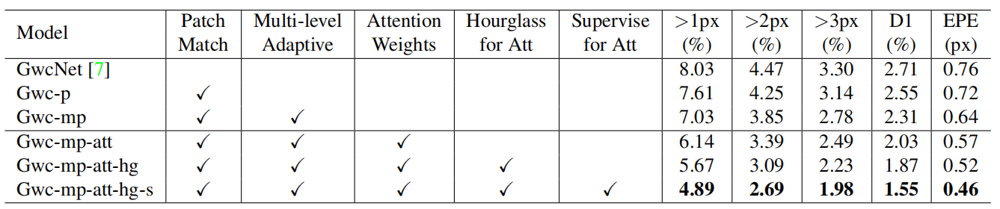 Model Patch Match Multi-level Adaptive Attention Weights Hourglass for Att Supervise for Att >1px (%) >2px (%) >3px (%) D1 (%) EPE (px)
GwcNet [7] 8.03 4.47 3.30 2.71 0.76
Gwc-p ✓ 7.61 4.25 3.14 2.55 0.72
Gwc-mp ✓ ✓ 7.03 3.85 2.78 2.31 0.64
Gwc-mp-att ✓ ✓ ✓ 6.14 3.39 2.49 2.03 0.57
Gwc-mp-att-hg ✓ ✓ ✓ ✓ 5.67 3.09 2.23 1.87 0.52
Gwc-mp-att-hg-s ✓ ✓ ✓ ✓ ✓ 4.89 2.69 1.98 1.55 0.46